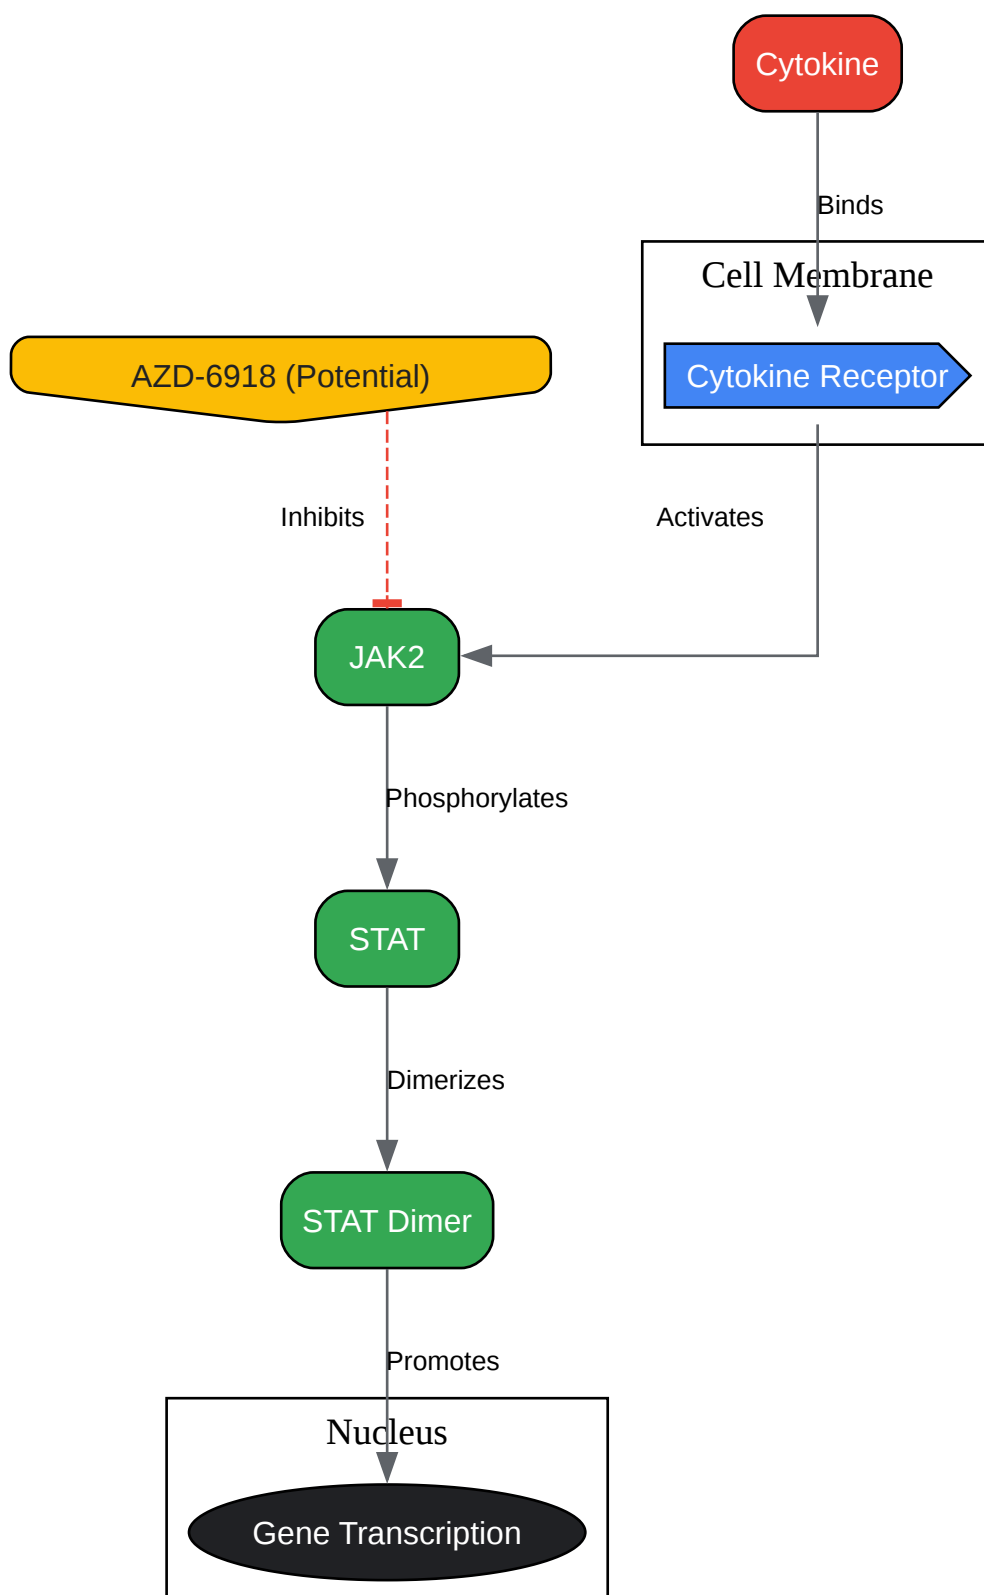 Cytokine
Binds
Cell Membrane
Cytokine Receptor
AZD-6918 (Potential)
Inhibits
Activates
JAK2
Phosphorylates
STAT
Dimerizes
STAT Dimer
Promotes
Nucleus
Gene Transcription